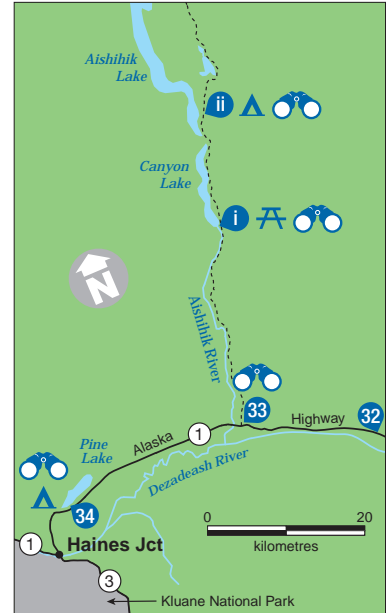 Aishihik
Lake
ii
Canyon
Lake
i
N
Aishihik River
33
Highway
32
1
Alaska
Pine
Lake
Dezadeash River
34
0 20
kilometres
1
Haines Jct
3
Kluane National Park